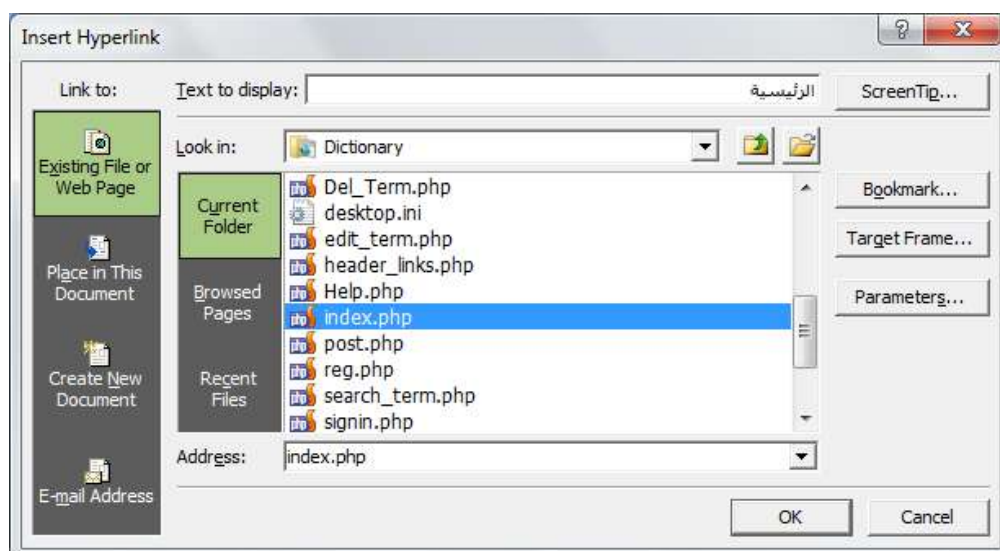 Insert Hyperlink
Link to:
Text to display:
الرئيسية
ScreenTip...
Existing File or
Web Page
Place in This
Document
Create New
Document
E-mail Address
Look in:
Dictionary
Current
Folder
Browsed
Pages
Recent
Files
Del_Term.php
desktop.ini
edit_term.php
header_links.php
Help.php
index.php
post.php
reg.php
search_term.php
signin.php
Bookmark...
Target Frame...
Parameters...
Address:
index.php
OK
Cancel